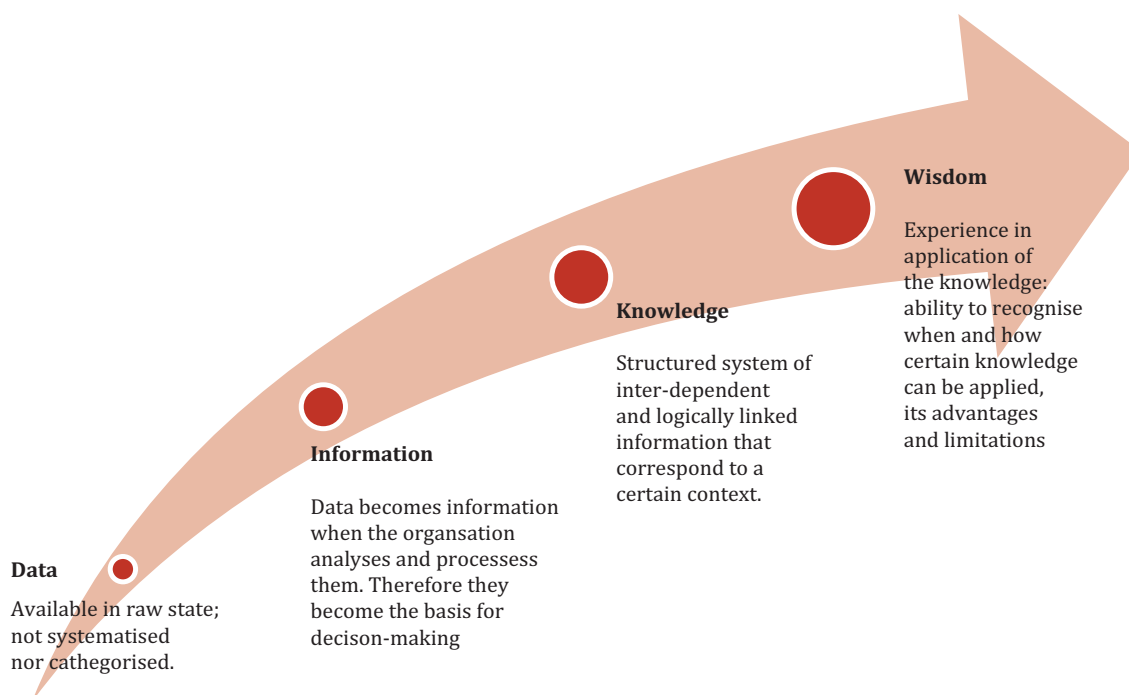 Data
Available in raw state;
not systematised
nor cathegorised.
Information
Data becomes information
when the organsation
analyses and processess
them. Therefore they
become the basis for
decison-making
Knowledge
Structured system of
inter-dependent
and logically linked
information that
correspond to a
certain context.
Wisdom
Experience in
application of
the knowledge:
ability to recognise
when and how
certain knowledge
can be applied,
its advantages
and limitations